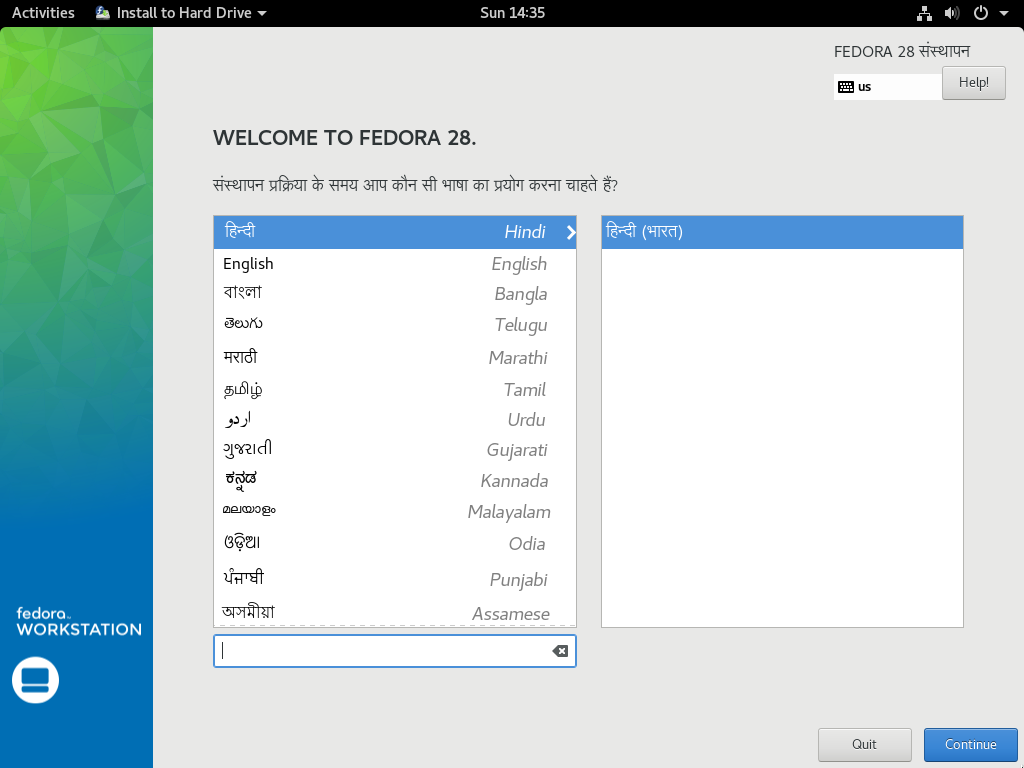 Activities Install to Hard Drive Sun 14:35
FEDORA 28 संस्थापन
us Help!
WELCOME TO FEDORA 28.
संस्थापन प्रक्रिया के समय आप कौन सी भाषा का प्रयोग करना चाहते हैं?
हिन्दी Hindi हिन्दी (भारत)
English English
বাংলা Bangla
తెలుగు Telugu
मराठी Marathi
தமிழ் Tamil
اردو Urdu
ગુજરાતી Gujarati
ಕನ್ನಡ Kannada
മലയാളം Malayalam
ଓଡ଼ିଆ Odia
ਪੰਜਾਬੀ Punjabi
অসমীয়া Assamese
fedora™
WORKSTATION
Quit Continue